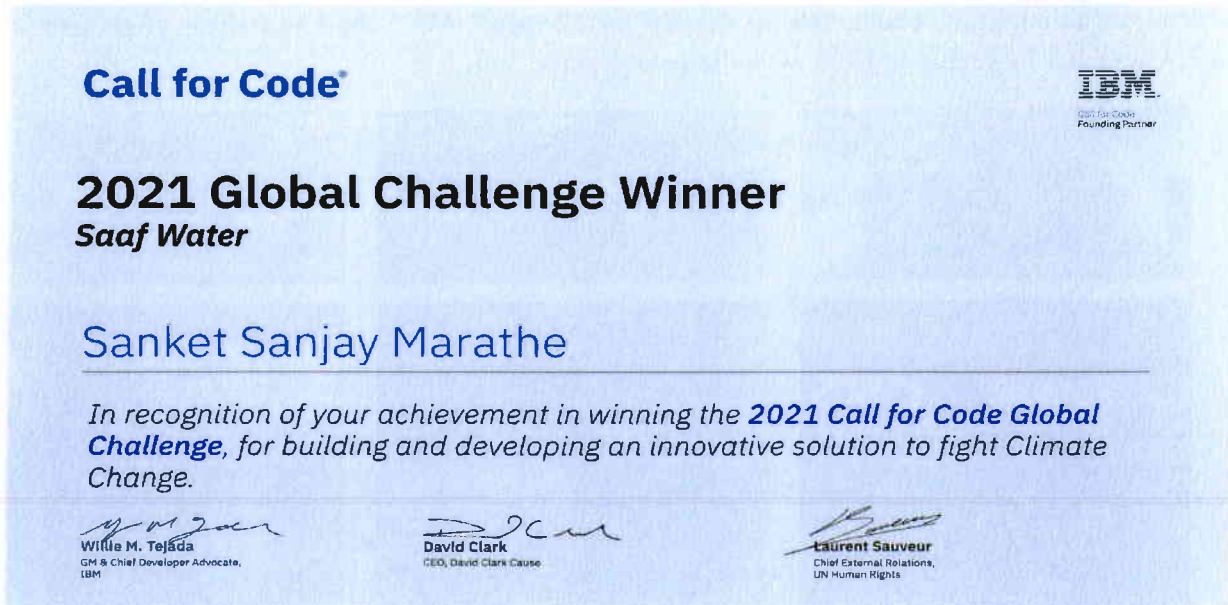 Call for Code®
IBM
Call for Code
Founding Partner
2021 Global Challenge Winner
Saaf Water
Sanket Sanjay Marathe
In recognition of your achievement in winning the 2021 Call for Code Global
Challenge, for building and developing an innovative solution to fight Climate
Change.
Willie M. Tejada
GM & Chief Developer Advocate,
IBM
David Clark
CEO, David Clark Cause
Laurent Sauveur
Chief External Relations,
UN Human Rights